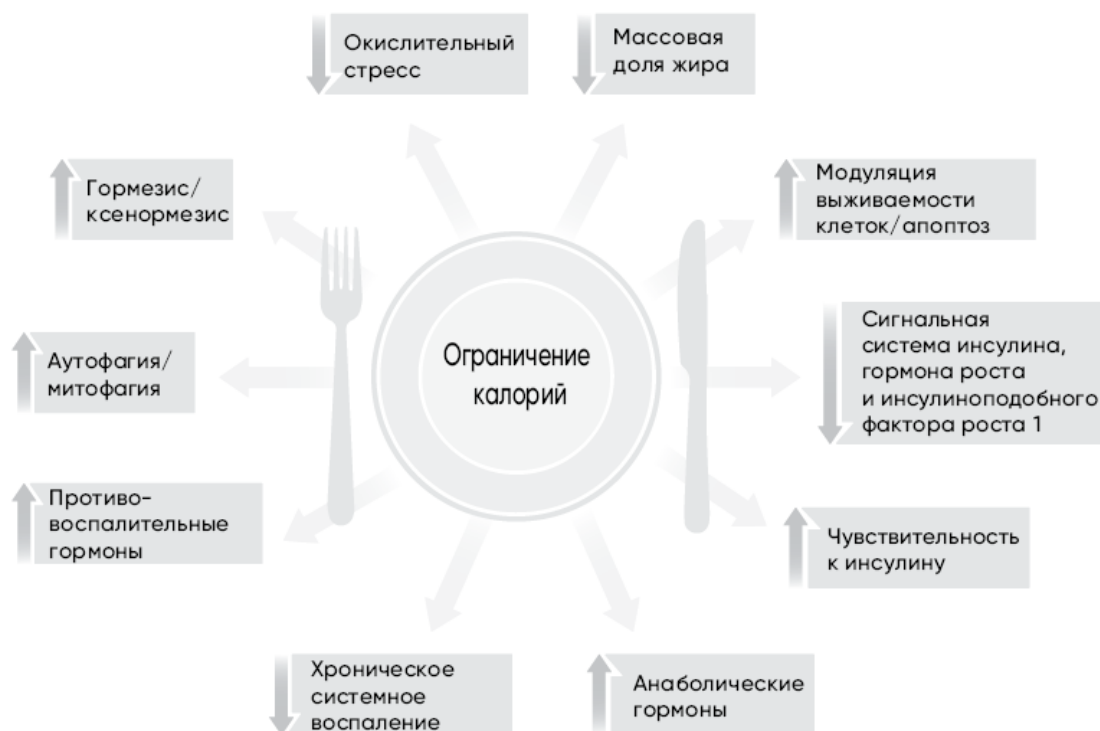 Окислительный
стресс
Массовая
доля жира
Гормезис/
ксенормезис
Модуляция
выживаемости
клеток/апоптоз
Аутофагия/
митофагия
Ограничение
калорий
Сигнальная
система инсулина,
гормона роста
и инсулиноподобного
фактора роста 1
Противо-
воспалительные
гормоны
Чувствительность
к инсулину
Хроническое
системное
воспаление
Анаболические
гормоны